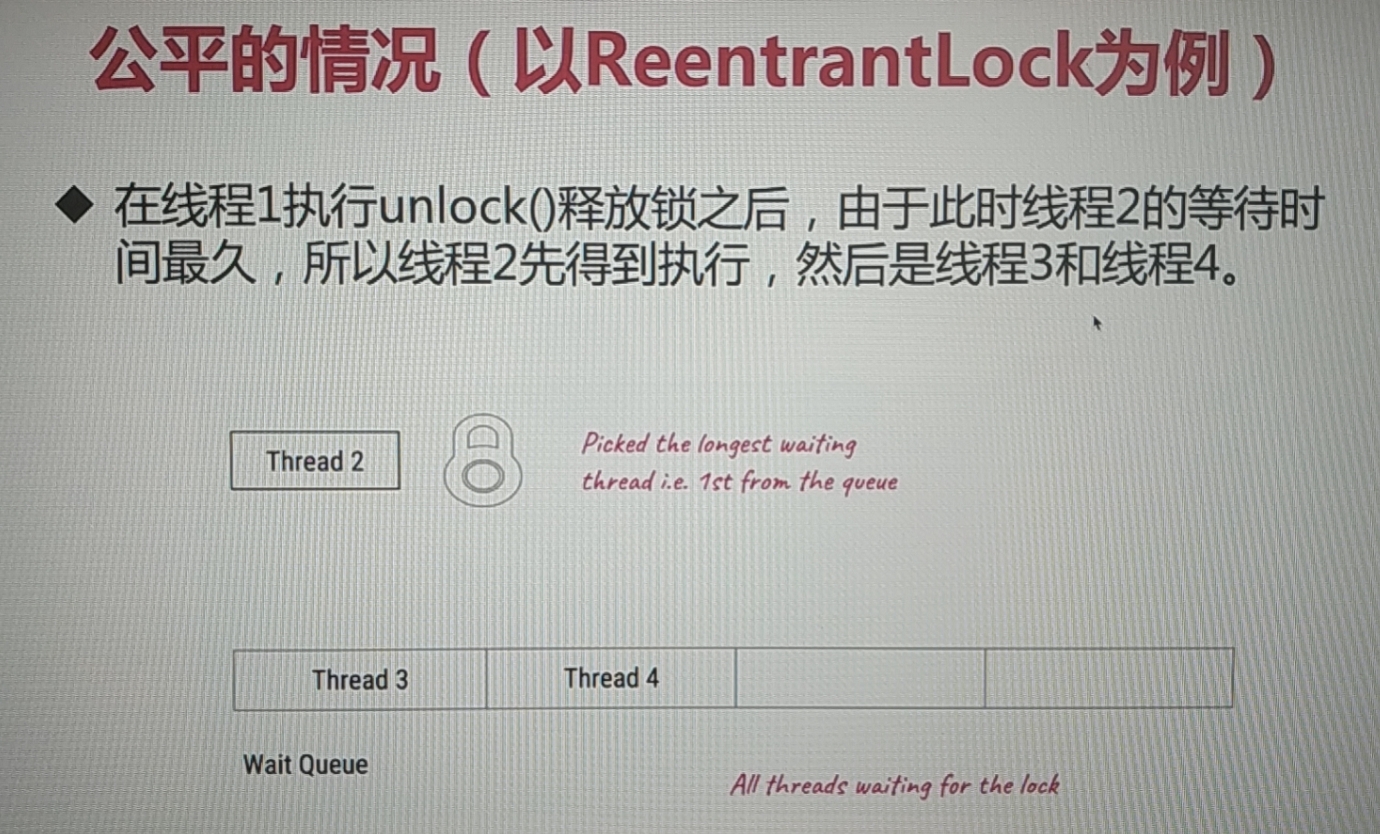 公平的情况（以ReentrantLock为例）
◆ 在线程1执行unlock()释放锁之后，由于此时线程2的等待时
间最久，所以线程2先得到执行，然后是线程3和线程4。
Thread 2
Picked the longest waiting
thread i.e. 1st from the queue
Thread 3 Thread 4
Wait Queue
All threads waiting for the lock